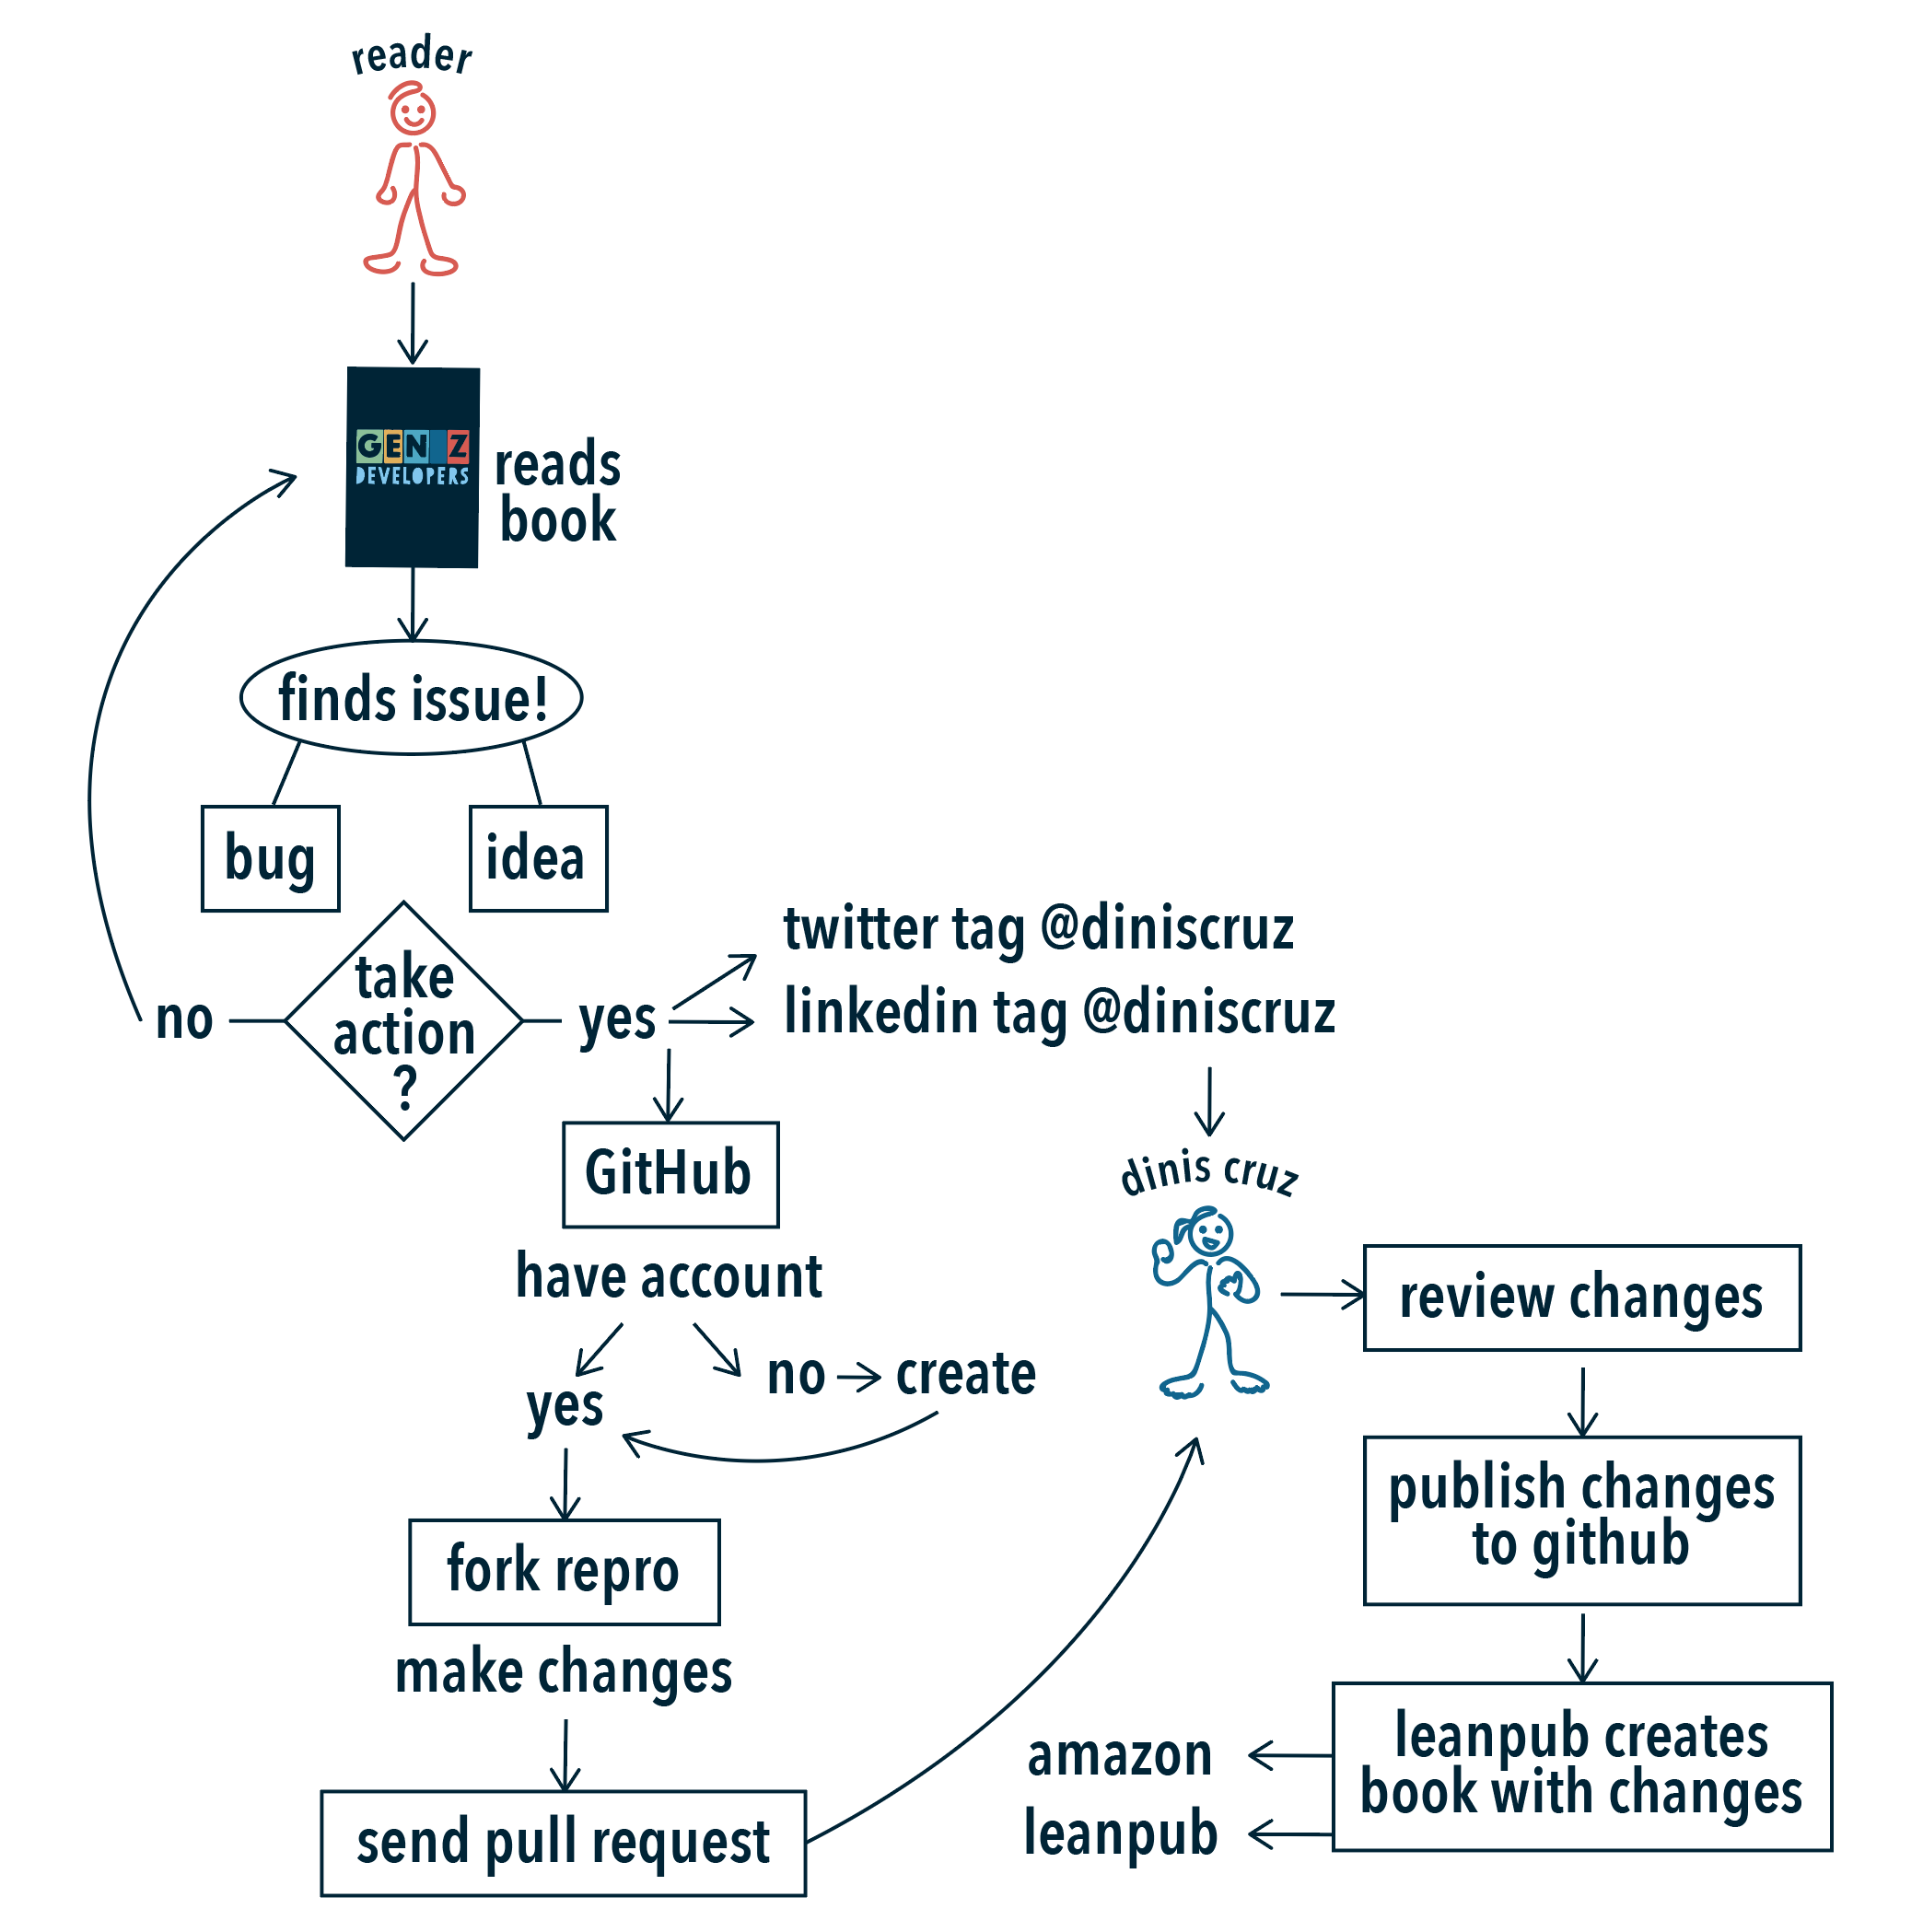 reader
GEN Z
DEVELOPERS
reads
book
finds issue!
bug
idea
take
action
?
no
yes
twitter tag @diniscruz
linkedin tag @diniscruz
GitHub
have account
yes
no
create
fork repro
make changes
send pull request
dinis cruz
review changes
publish changes
to github
leanpub creates
book with changes
amazon
leanpub